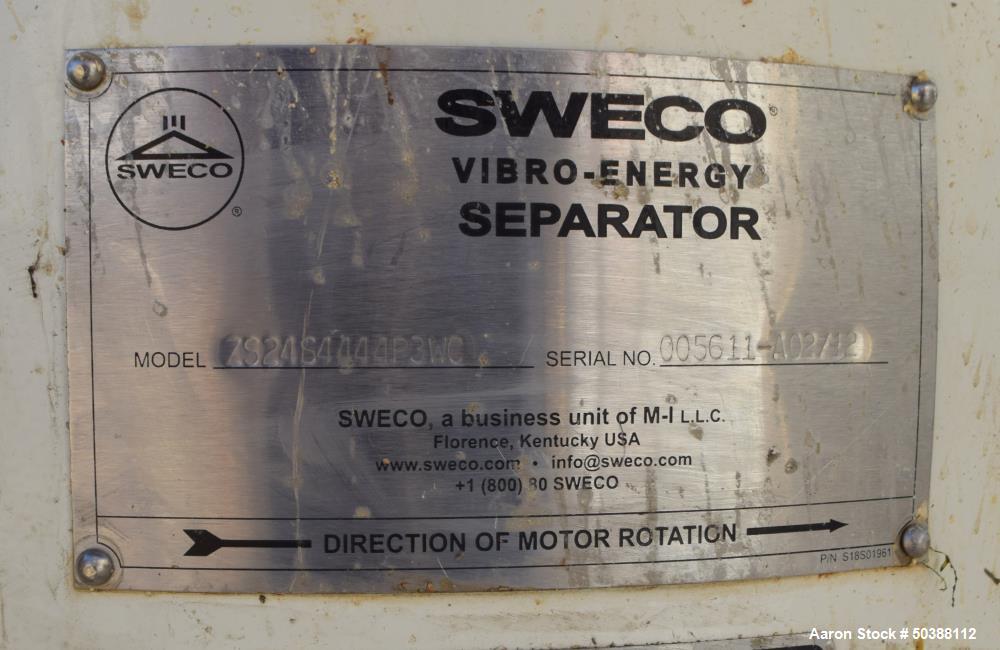 SWECO
®
SWECO®
VIBRO-ENERGY
SEPARATOR
MODEL ZS24S4444P3WC SERIAL NO. 005611-A02/12
SWECO, a business unit of M-I L.L.C.
Florence, Kentucky USA
www.sweco.com • info@sweco.com
+1 (800) 80 SWECO
DIRECTION OF MOTOR ROTATION
P/N S18S01961
Aaron Stock # 50388112